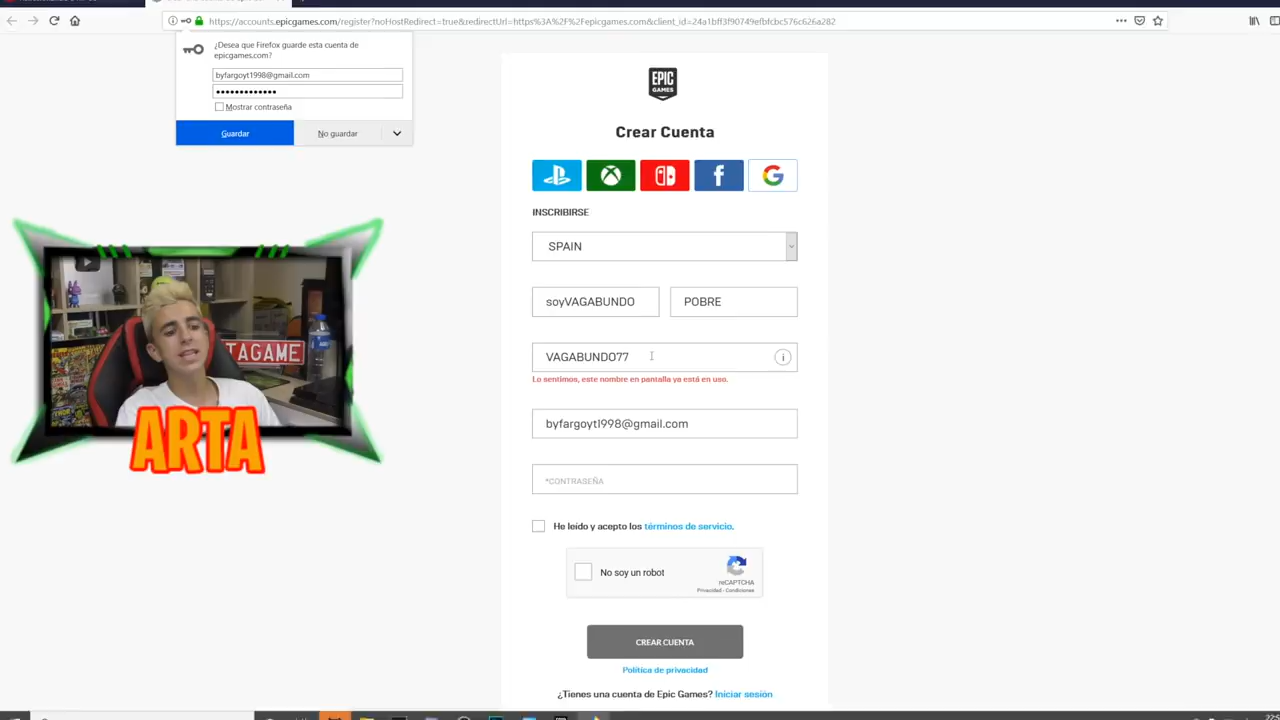 https://accounts.epicgames.com/register?noHostRedirect=true&redirectUrl=https%3A%2F%2Fepicgames.com&client_id=24a1bff3f90749efbfcbc576c626a282
¿Desea que Firefox guarde esta cuenta de
epicgames.com?
byfargoyt1998@gmail.com
Mostrar contraseña
Guardar
No guardar
EPIC
GAMES
Crear Cuenta
INSCRIBIRSE
SPAIN
soyVAGABUNDO
POBRE
VAGABUNDO77
Lo sentimos, este nombre en pantalla ya está en uso.
byfargoyt1998@gmail.com
*CONTRASEÑA
He leído y acepto los términos de servicio.
No soy un robot
reCAPTCHA
Privacidad - Condiciones
CREAR CUENTA
Política de privacidad
¿Tienes una cuenta de Epic Games? Iniciar sesión
TAGAME
ARTA